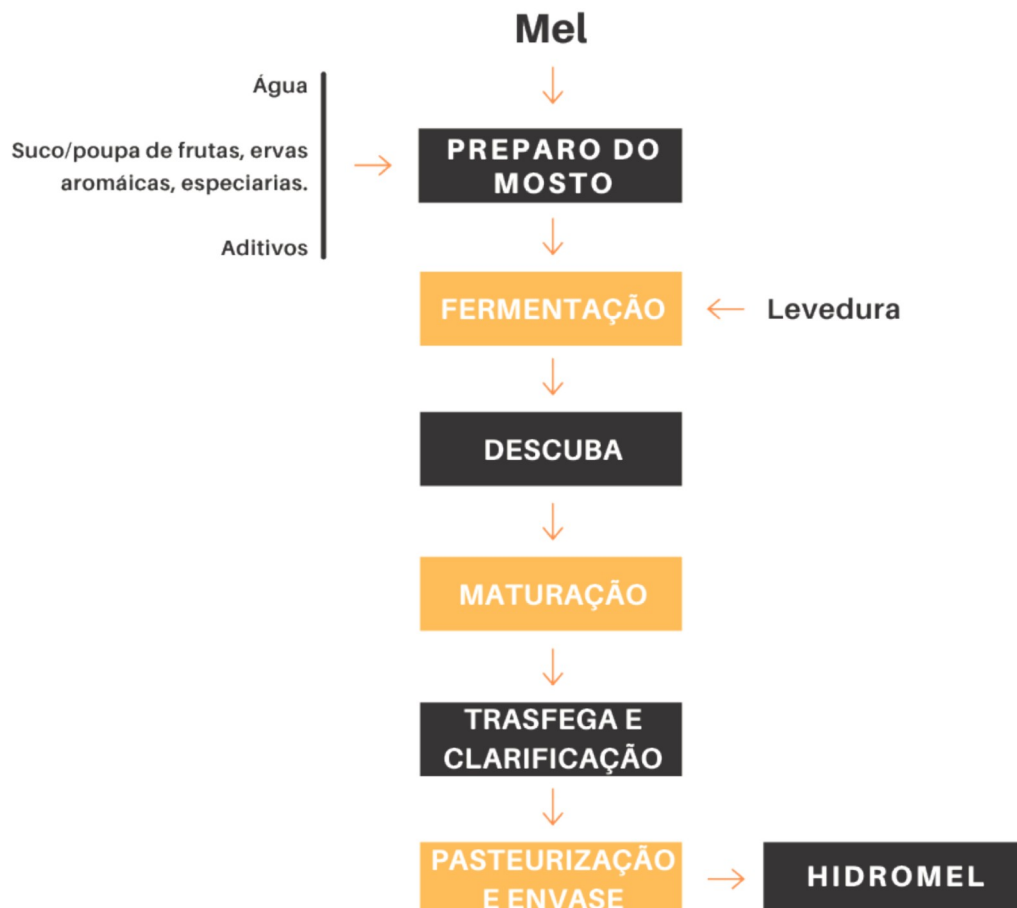 Mel
Água
Suco/poupa de frutas, ervas
aromáicas, especiarias.
Aditivos
PREPARO DO
MOSTO
FERMENTAÇÃO
Levedura
DESCUBA
MATURAÇÃO
TRASFEGA E
CLARIFICAÇÃO
PASTEURIZAÇÃO
E ENVASE
HIDROMEL